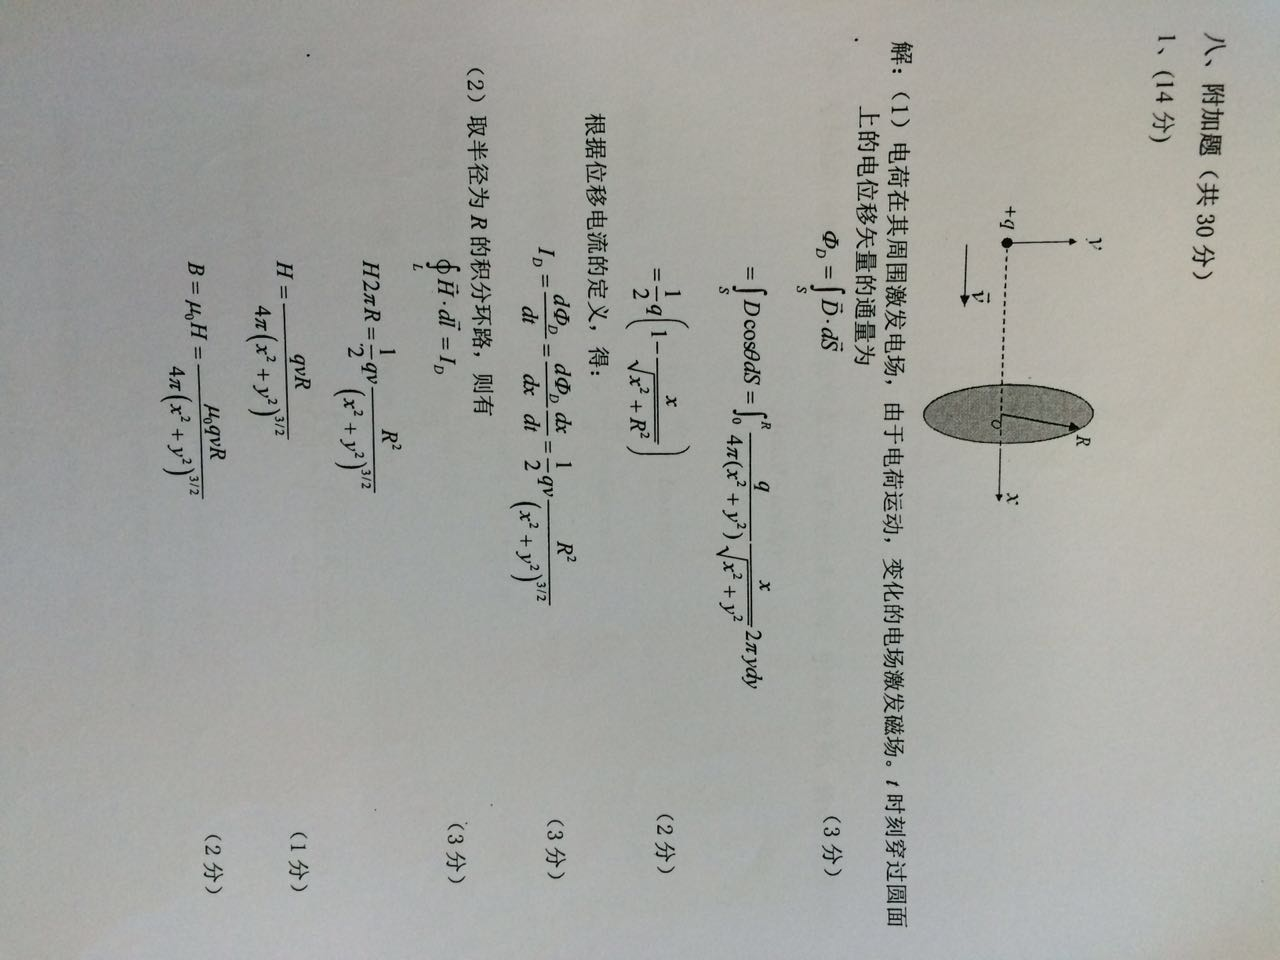 八、附加题（共 30 分）
1、(14 分)
y
+q
v⃗
R
o
x
解：（1）电荷在其周围激发电场，由于电荷运动，变化的电场激发磁场。t 时刻穿过圆面
上的电位移矢量的通量为
Φ_D = ∫_S D⃗·dS⃗ （3 分）
= ∫_S D cosθ dS = ∫_0^R q/(4π(x² + y²)) x/√(x² + y²) 2πydy
= 1/2 q(1 − x/√(x² + R²)) （2 分）
根据位移电流的定义，得：
I_D = dΦ_D/dt = dΦ_D/dx dx/dt = 1/2 qv R²/(x² + y²)^{3/2} （3 分）
（2）取半径为 R 的积分环路，则有
∮_L H⃗·dl⃗ = I_D （3 分）
H2πR = 1/2 qv R²/(x² + y²)^{3/2}
H = qvR/(4π(x² + y²)^{3/2}) （1 分）
B = μ₀H = μ₀qvR/(4π(x² + y²)^{3/2}) （2 分）